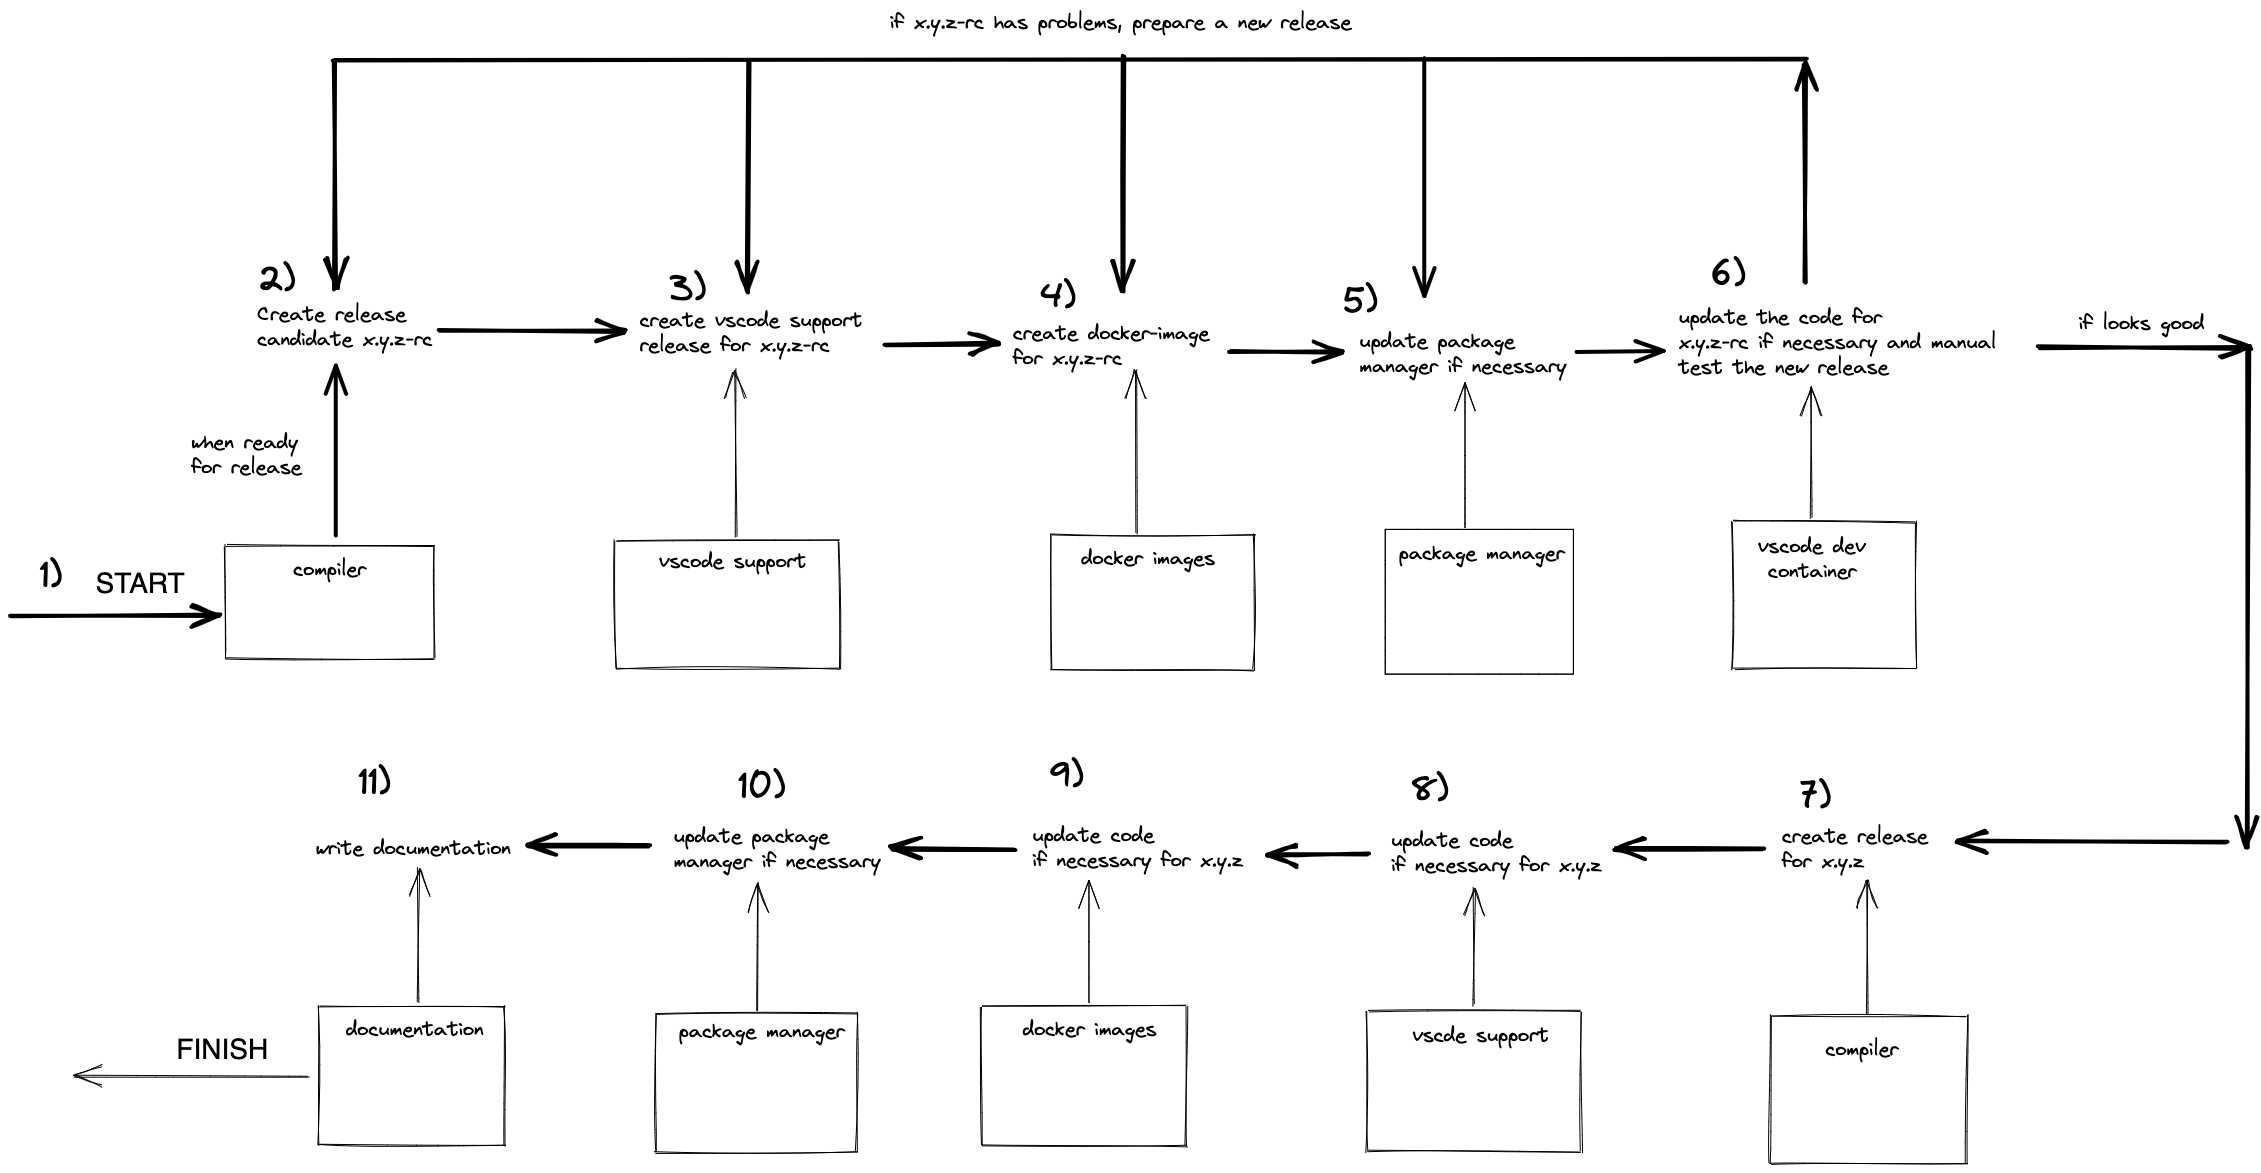 if x.y.z-rc has problems, prepare a new release
2)
Create release
candidate x.y.z-rc
3)
create vscode support
release for x.y.z-rc
4)
create docker-image
for x.y.z-rc
5)
update package
manager if necessary
6)
update the code for
x.y.z-rc if necessary and manual
test the new release
if looks good
when ready
for release
1)
START
compiler
vscode support
docker images
package manager
vscode dev
container
11)
write documentation
10)
update package
manager if necessary
9)
update code
if necessary for x.y.z
8)
update code
if necessary for x.y.z
7)
create release
for x.y.z
FINISH
documentation
package manager
docker images
vscde support
compiler